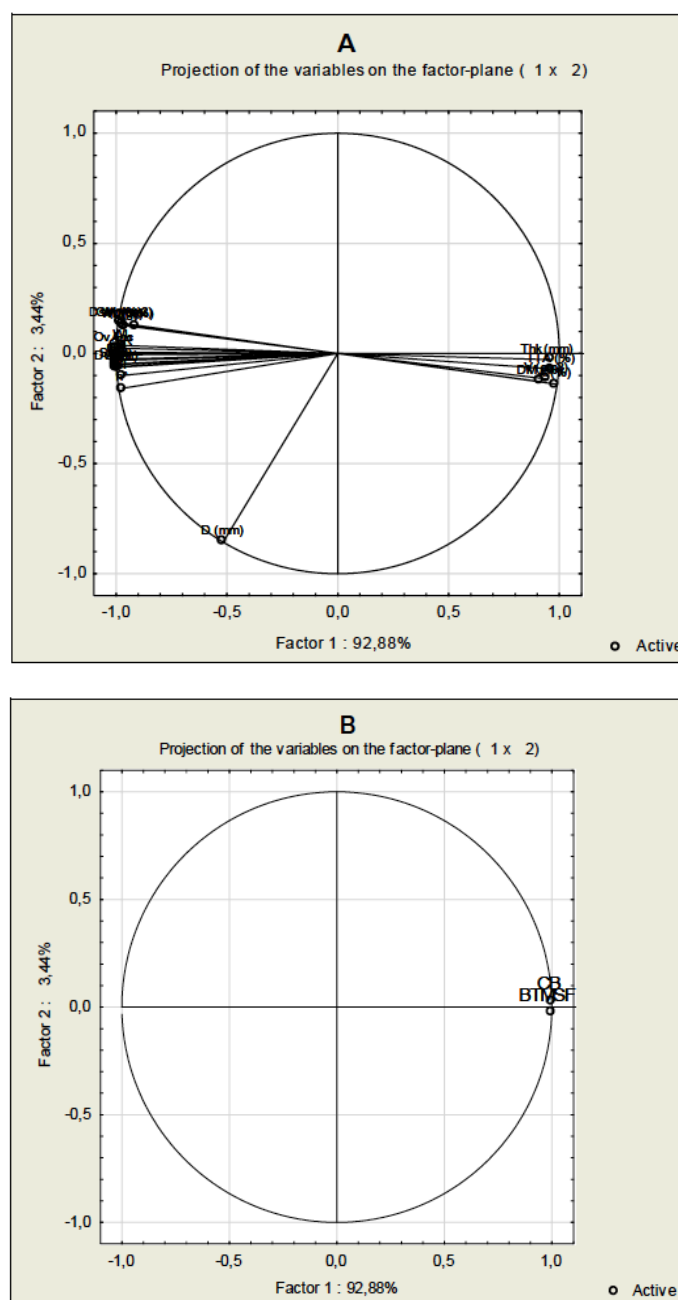 A
Projection of the variables on the factor-plane ( 1 x 2)
1,0
0,5
0,0
-0,5
-1,0
Factor 2 : 3,44%
Thk (mm)
D (mm)
-1,0 -0,5 0,0 0,5 1,0
Factor 1 : 92,88%
Active
B
Projection of the variables on the factor-plane ( 1 x 2)
1,0
0,5
0,0
-0,5
-1,0
Factor 2 : 3,44%
CB
-1,0 -0,5 0,0 0,5 1,0
Factor 1 : 92,88%
Active